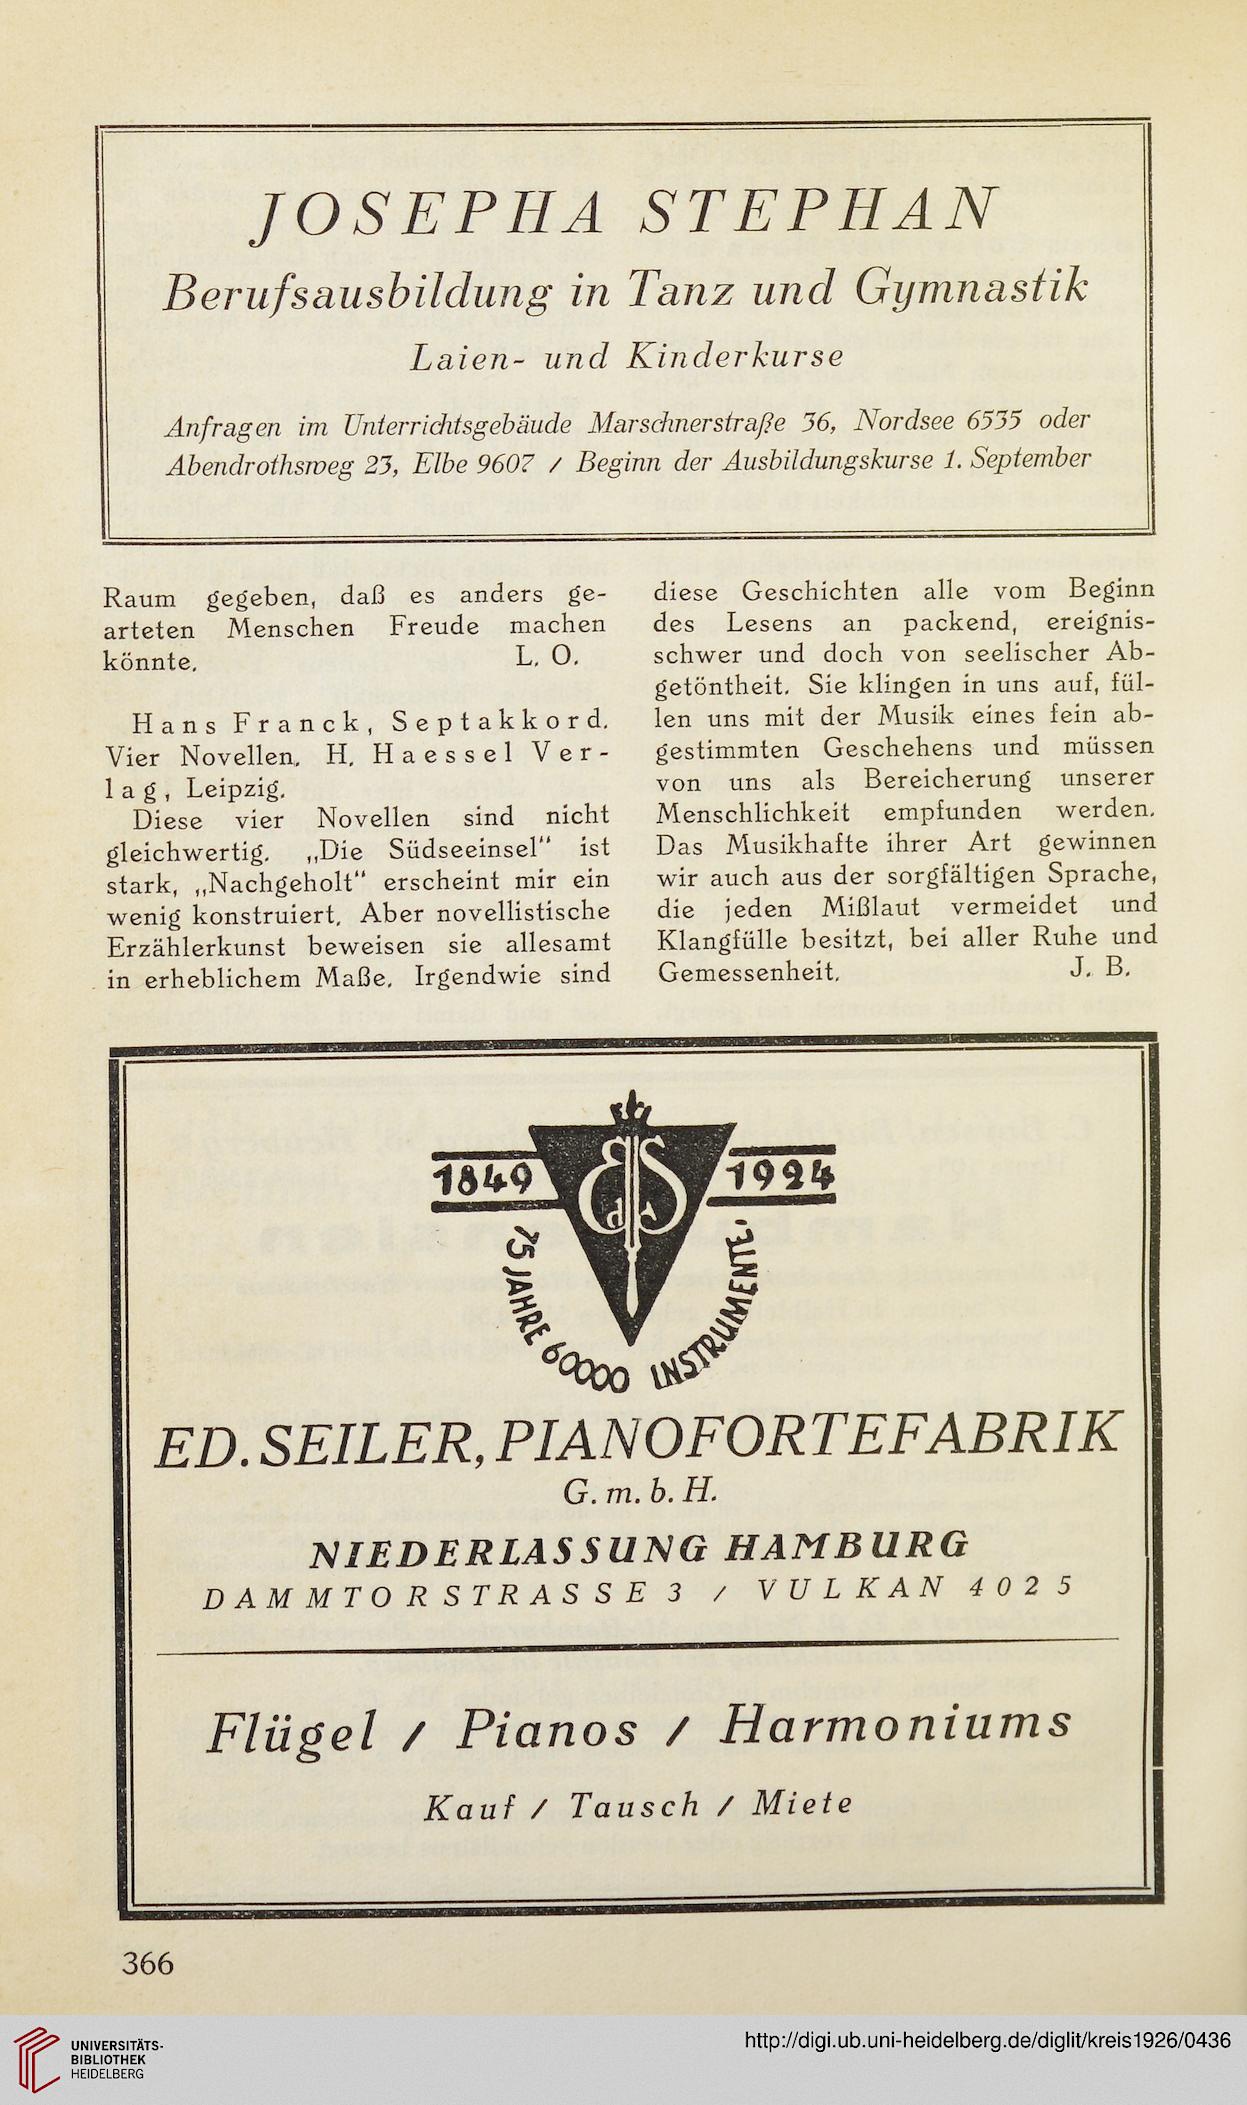 JOSEPHA STEPHAN
Berufsausbildung in Tanz und Gymnastik
Laien- und Kinderkurse
Anfragen im Unterrichtsgebäude Marschnerstraße 36, Nordsee 6535 oder
Abendrothsweg 23, Elbe 9607 / Beginn der Ausbildungskurse 1. September
Raum gegeben, daß es anders ge-
arteten Menschen Freude machen
könnte. L. O.
Hans Franck, Septakkord.
Vier Novellen. H. Haessel Ver-
lag, Leipzig.
Diese vier Novellen sind nicht
gleichwertig. „Die Südseeinsel" ist
stark, „Nachgeholt" erscheint mir ein
wenig konstruiert. Aber novellistische
Erzählerkunst beweisen sie allesamt
in erheblichem Maße. Irgendwie sind
diese Geschichten alle vom Beginn
des Lesens an packend, ereignis-
schwer und doch von seelischer Ab-
getöntheit. Sie klingen in uns auf, fül-
len uns mit der Musik eines fein ab-
gestimmten Geschehens und müssen
von uns als Bereicherung unserer
Menschlichkeit empfunden werden.
Das Musikhafte ihrer Art gewinnen
wir auch aus der sorgfältigen Sprache,
die jeden Mißlaut vermeidet und
Klangfülle besitzt, bei aller Ruhe und
Gemessenheit. J. B.
1849 1924
75 JAHRE 60000 INSTRUMENTE
ED. SEILER, PIANOFORTEFABRIK
G. m. b. H.
NIEDERLASSUNG HAMBURG
DAMMTORSTRASSE 3 / VULKAN 4025
Flügel / Pianos / Harmoniums
Kauf / Tausch / Miete
366
UNIVERSITÄTS-
BIBLIOTHEK
HEIDELBERG
http://digi.ub.uni-heidelberg.de/diglit/kreis1926/0436